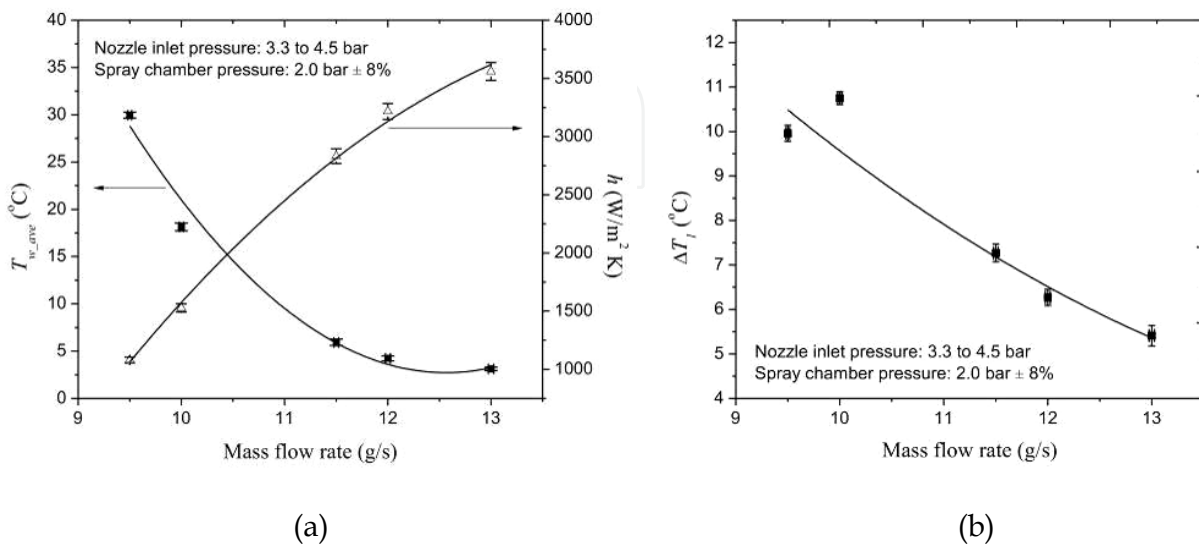 40
35
30
25
20
15
10
5
0
T_w_ave (°C)
Nozzle inlet pressure: 3.3 to 4.5 bar
Spray chamber pressure: 2.0 bar ± 8%
4000
3500
3000
2500
2000
1500
1000
h (W/m² K)
9 10 11 12 13
Mass flow rate (g/s)
(a)
12
11
10
9
8
7
6
5
4
ΔT_l (°C)
Nozzle inlet pressure: 3.3 to 4.5 bar
Spray chamber pressure: 2.0 bar ± 8%
9 10 11 12 13
Mass flow rate (g/s)
(b)